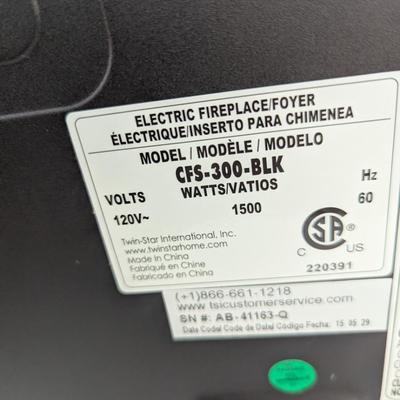 ELECTRIC FIREPLACE/FOYER
ÉLECTRIQUE/INSERTO PARA CHIMENEA
MODEL / MODÈLE / MODELO
CFS-300-BLK
VOLTS WATTS/VATIOS Hz
120V~ 1500 60
Twin-Star International, Inc.
www.twinstarhome.com
Made In China
Fabriqué en Chine
Fabricado en China
CSA
C US
220391
(+1)866-661-1218
www.tsicustomerservice.com
SN #: AB-41163-Q
Date Code/ Code de Date/ Código Fecha: 15 05 29